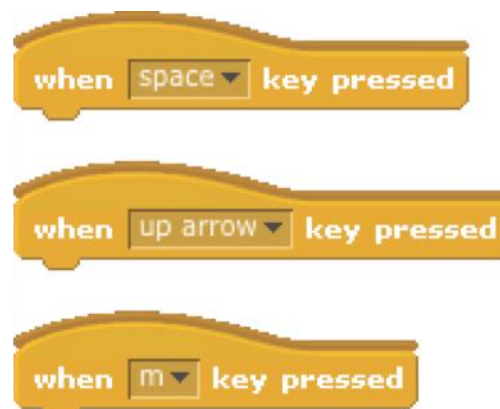 when space key pressed
when up arrow key pressed
when m key pressed